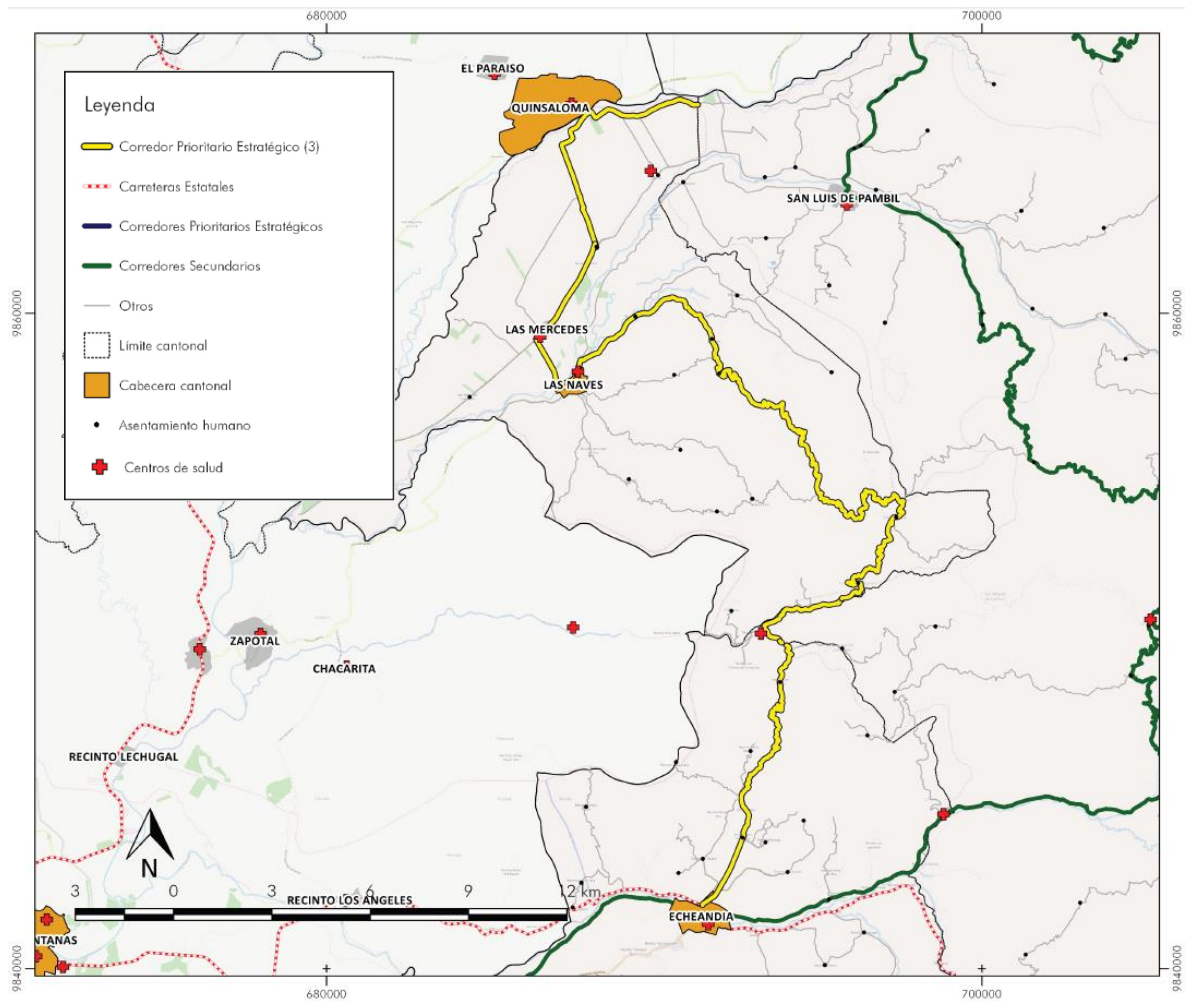 680000
700000
EL PARAISO
QUINSALOMA
Leyenda
Corredor Prioritario Estratégico (3)
Carreteras Estatales
Corredores Prioritarios Estratégicos
Corredores Secundarios
Otros
Límite cantonal
Cabecera cantonal
Asentamiento humano
Centros de salud
SAN LUIS DE PAMBIL
9860000
9860000
LAS MERCEDES
LAS NAVES
ZAPOTAL
CHACARITA
RECINTO LECHUGAL
N
3 0 3 6 9 12 km
RECINTO LOS ANGELES
ECHEANDIA
NTANAS
9840000
9840000
680000
700000